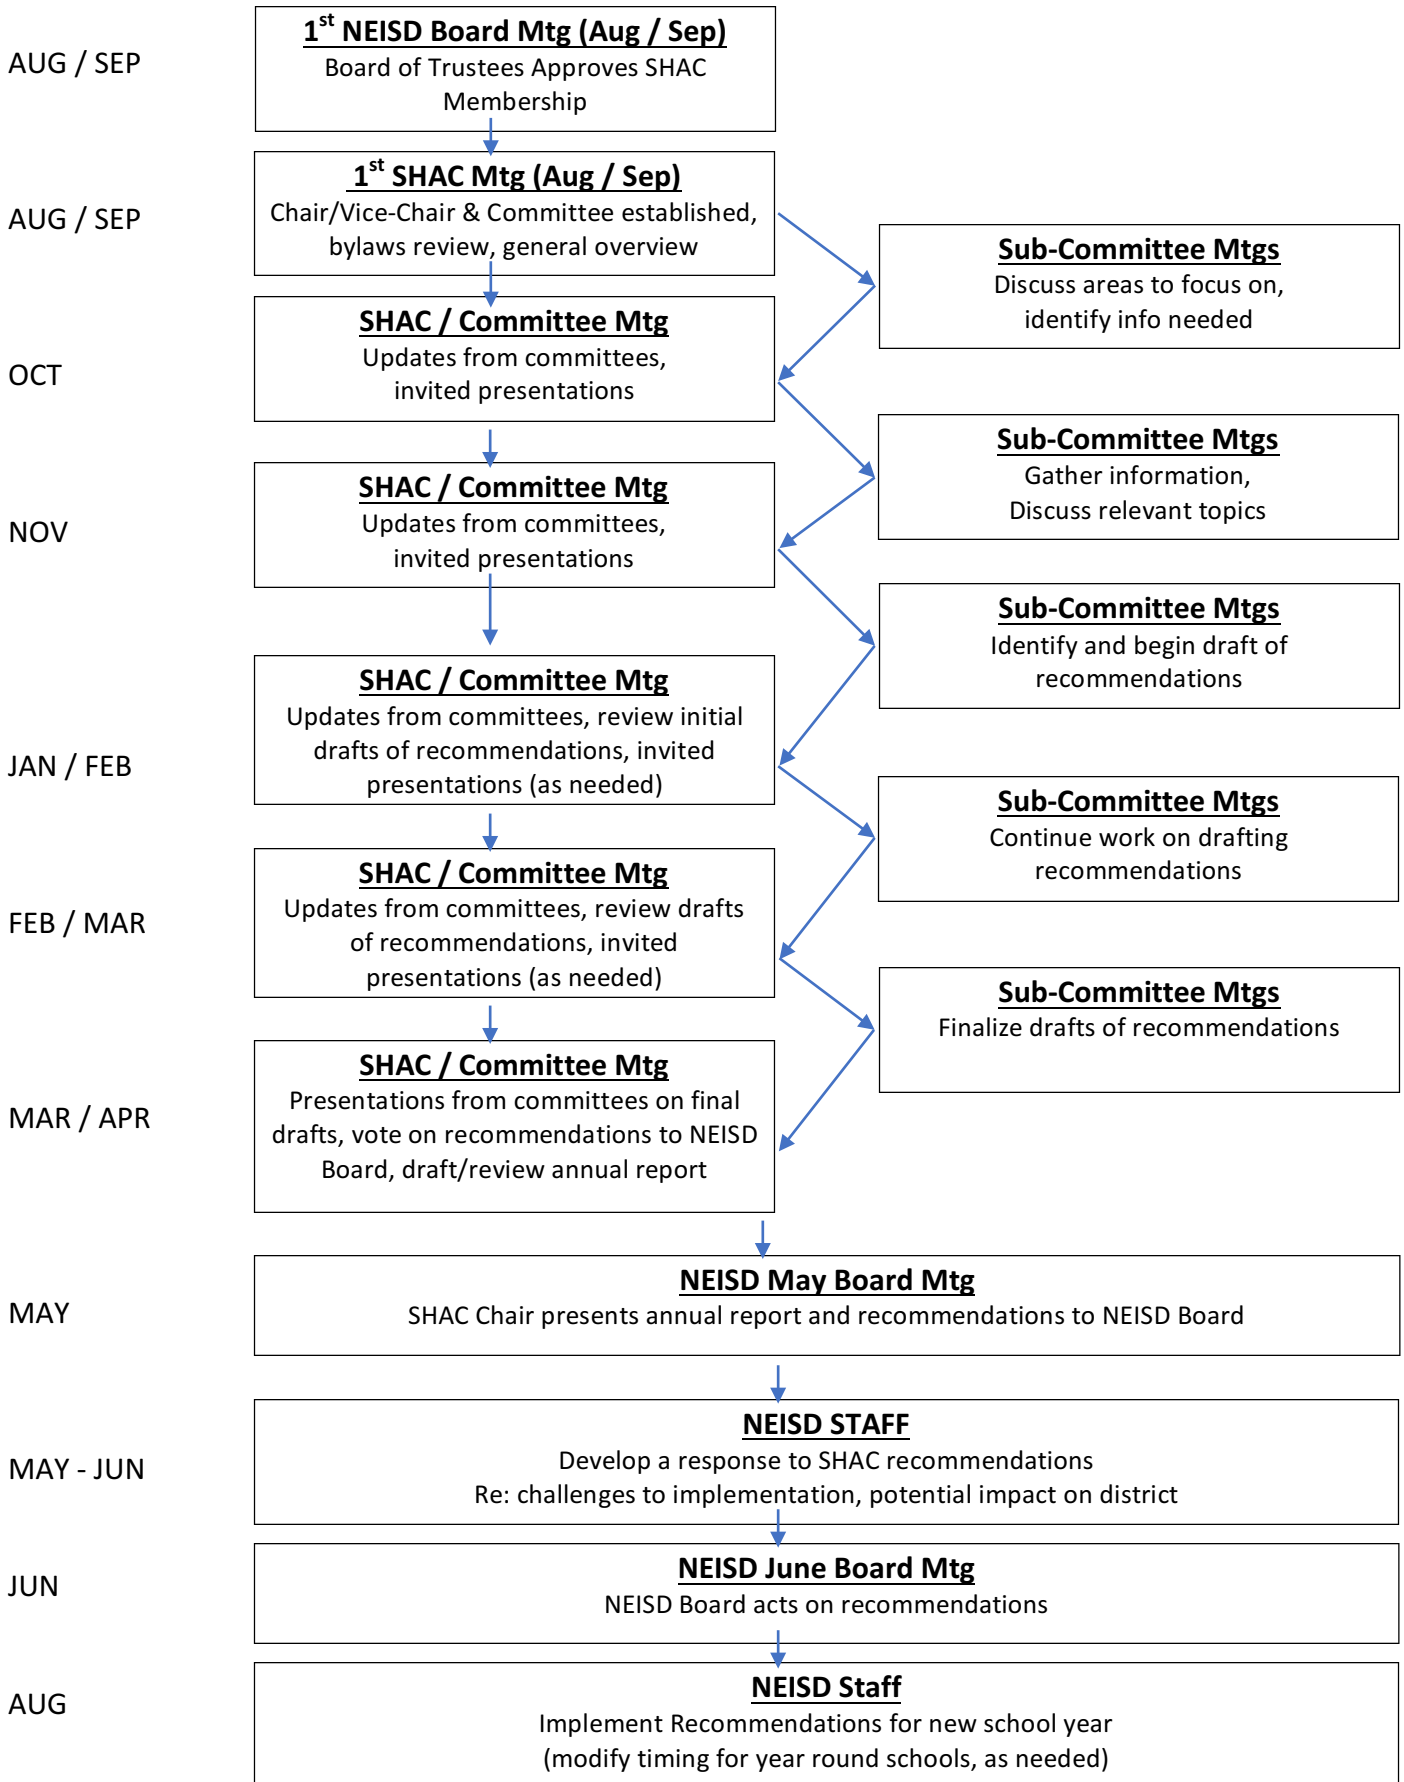 AUG / SEP
1st NEISD Board Mtg (Aug / Sep)
Board of Trustees Approves SHAC
Membership
AUG / SEP
1st SHAC Mtg (Aug / Sep)
Chair/Vice-Chair & Committee established,
bylaws review, general overview
Sub-Committee Mtgs
Discuss areas to focus on,
identify info needed
OCT
SHAC / Committee Mtg
Updates from committees,
invited presentations
Sub-Committee Mtgs
Gather information,
Discuss relevant topics
NOV
SHAC / Committee Mtg
Updates from committees,
invited presentations
Sub-Committee Mtgs
Identify and begin draft of
recommendations
JAN / FEB
SHAC / Committee Mtg
Updates from committees, review initial
drafts of recommendations, invited
presentations (as needed)
Sub-Committee Mtgs
Continue work on drafting
recommendations
FEB / MAR
SHAC / Committee Mtg
Updates from committees, review drafts
of recommendations, invited
presentations (as needed)
Sub-Committee Mtgs
Finalize drafts of recommendations
MAR / APR
SHAC / Committee Mtg
Presentations from committees on final
drafts, vote on recommendations to NEISD
Board, draft/review annual report
MAY
NEISD May Board Mtg
SHAC Chair presents annual report and recommendations to NEISD Board
MAY - JUN
NEISD STAFF
Develop a response to SHAC recommendations
Re: challenges to implementation, potential impact on district
JUN
NEISD June Board Mtg
NEISD Board acts on recommendations
AUG
NEISD Staff
Implement Recommendations for new school year
(modify timing for year round schools, as needed)